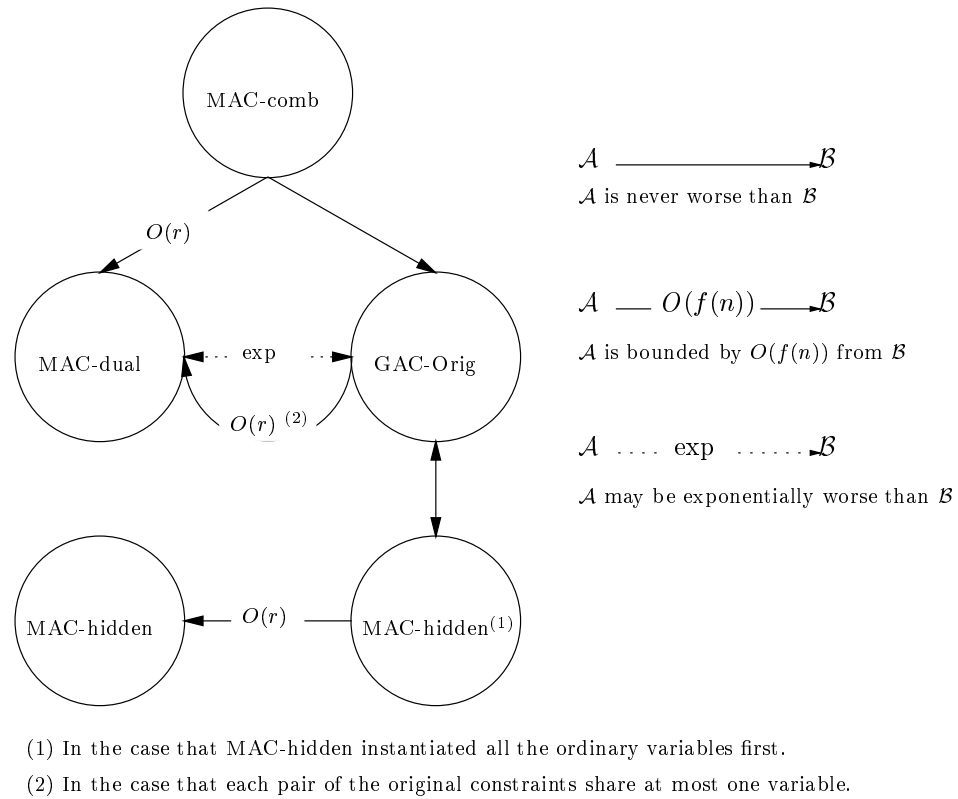 MAC-comb
𝒜 ℬ
𝒜 is never worse than ℬ
O(r)
𝒜 O(f(n)) ℬ
𝒜 is bounded by O(f(n)) from ℬ
MAC-dual
exp
GAC-Orig
O(r) (2)
𝒜 exp ℬ
𝒜 may be exponentially worse than ℬ
MAC-hidden
O(r)
MAC-hidden(1)
(1) In the case that MAC-hidden instantiated all the ordinary variables first.
(2) In the case that each pair of the original constraints share at most one variable.